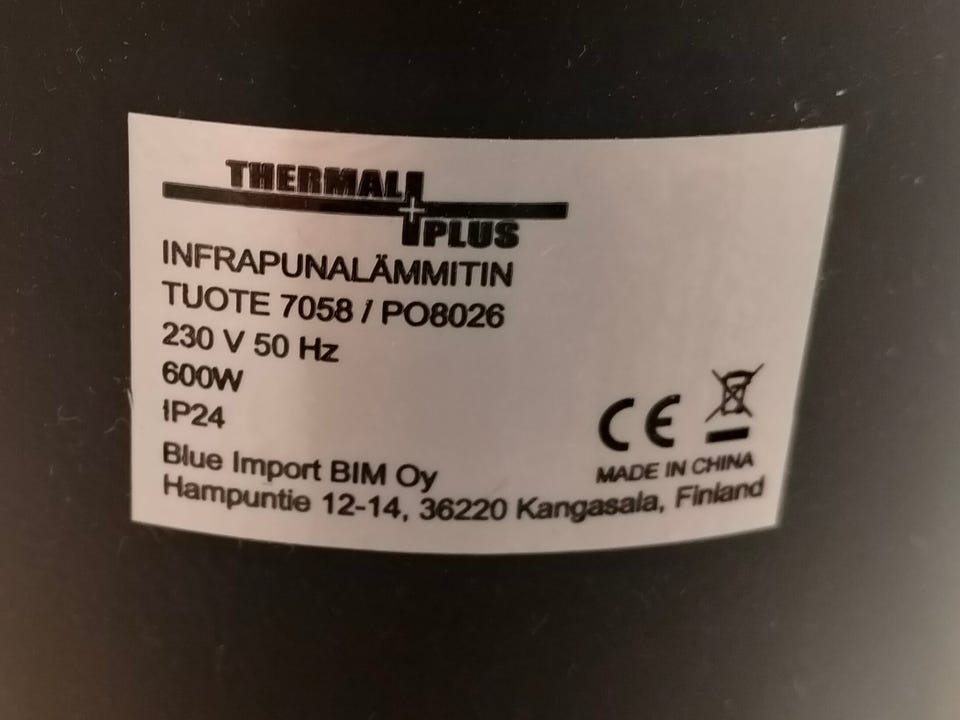 THERMAL
PLUS
INFRAPUNALÄMMITIN
TUOTE 7058 / PO8026
230 V 50 Hz
600W
IP24
CE
MADE IN CHINA
Blue Import BIM Oy
Hampuntie 12-14, 36220 Kangasala, Finland